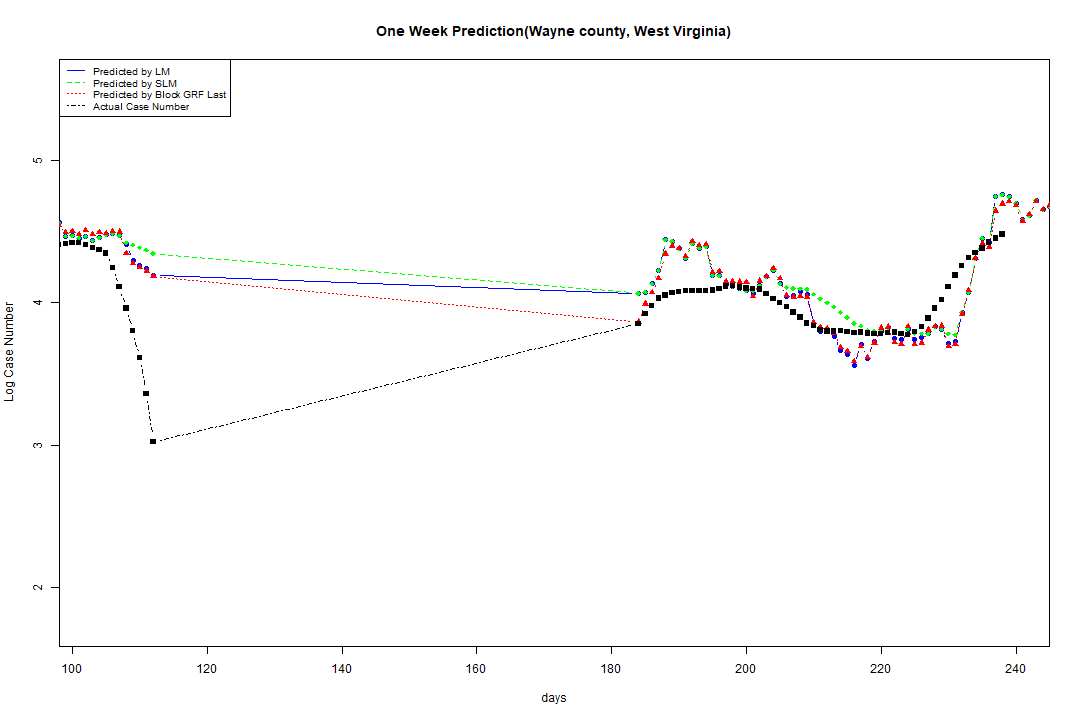 One Week Prediction(Wayne county, West Virginia)
Predicted by LM
Predicted by SLM
Predicted by Block GRF Last
Actual Case Number
5
4
3
2
Log Case Number
100 120 140 160 180 200 220 240
days